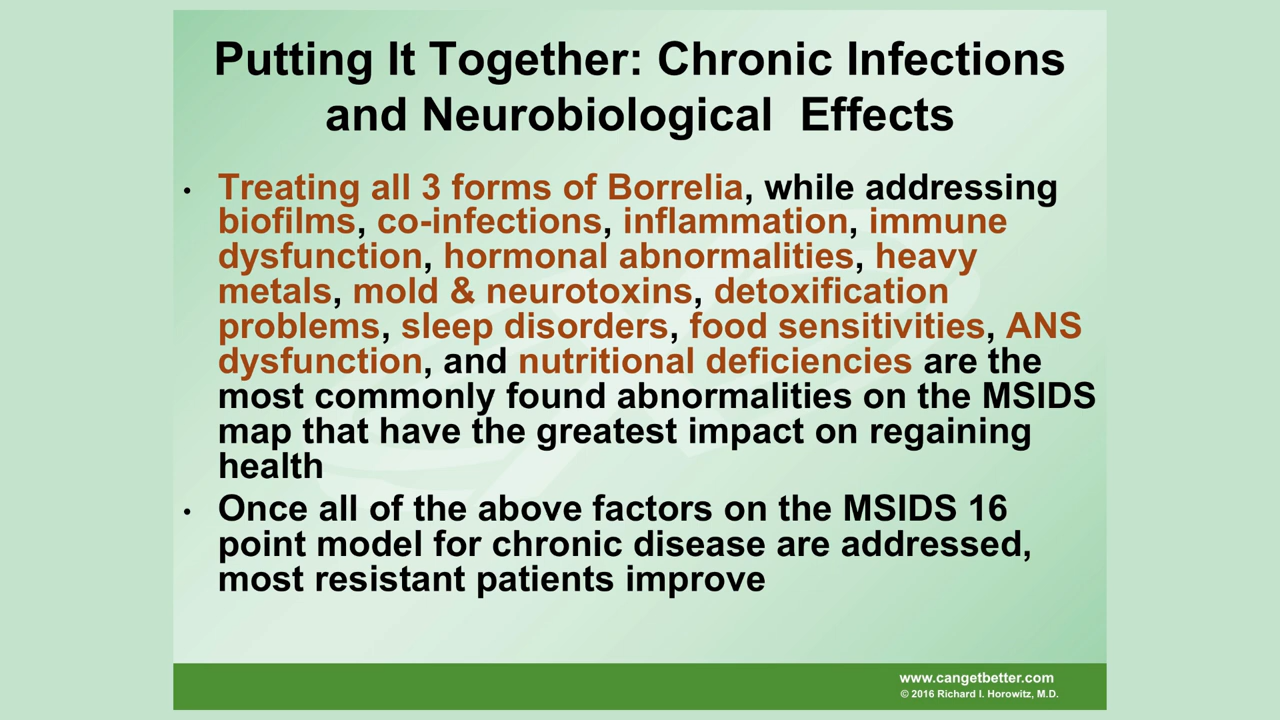 Putting It Together: Chronic Infections
and Neurobiological Effects
• Treating all 3 forms of Borrelia, while addressing
biofilms, co-infections, inflammation, immune
dysfunction, hormonal abnormalities, heavy
metals, mold & neurotoxins, detoxification
problems, sleep disorders, food sensitivities, ANS
dysfunction, and nutritional deficiencies are the
most commonly found abnormalities on the MSIDS
map that have the greatest impact on regaining
health
• Once all of the above factors on the MSIDS 16
point model for chronic disease are addressed,
most resistant patients improve
www.cangetbetter.com
© 2016 Richard I. Horowitz, M.D.